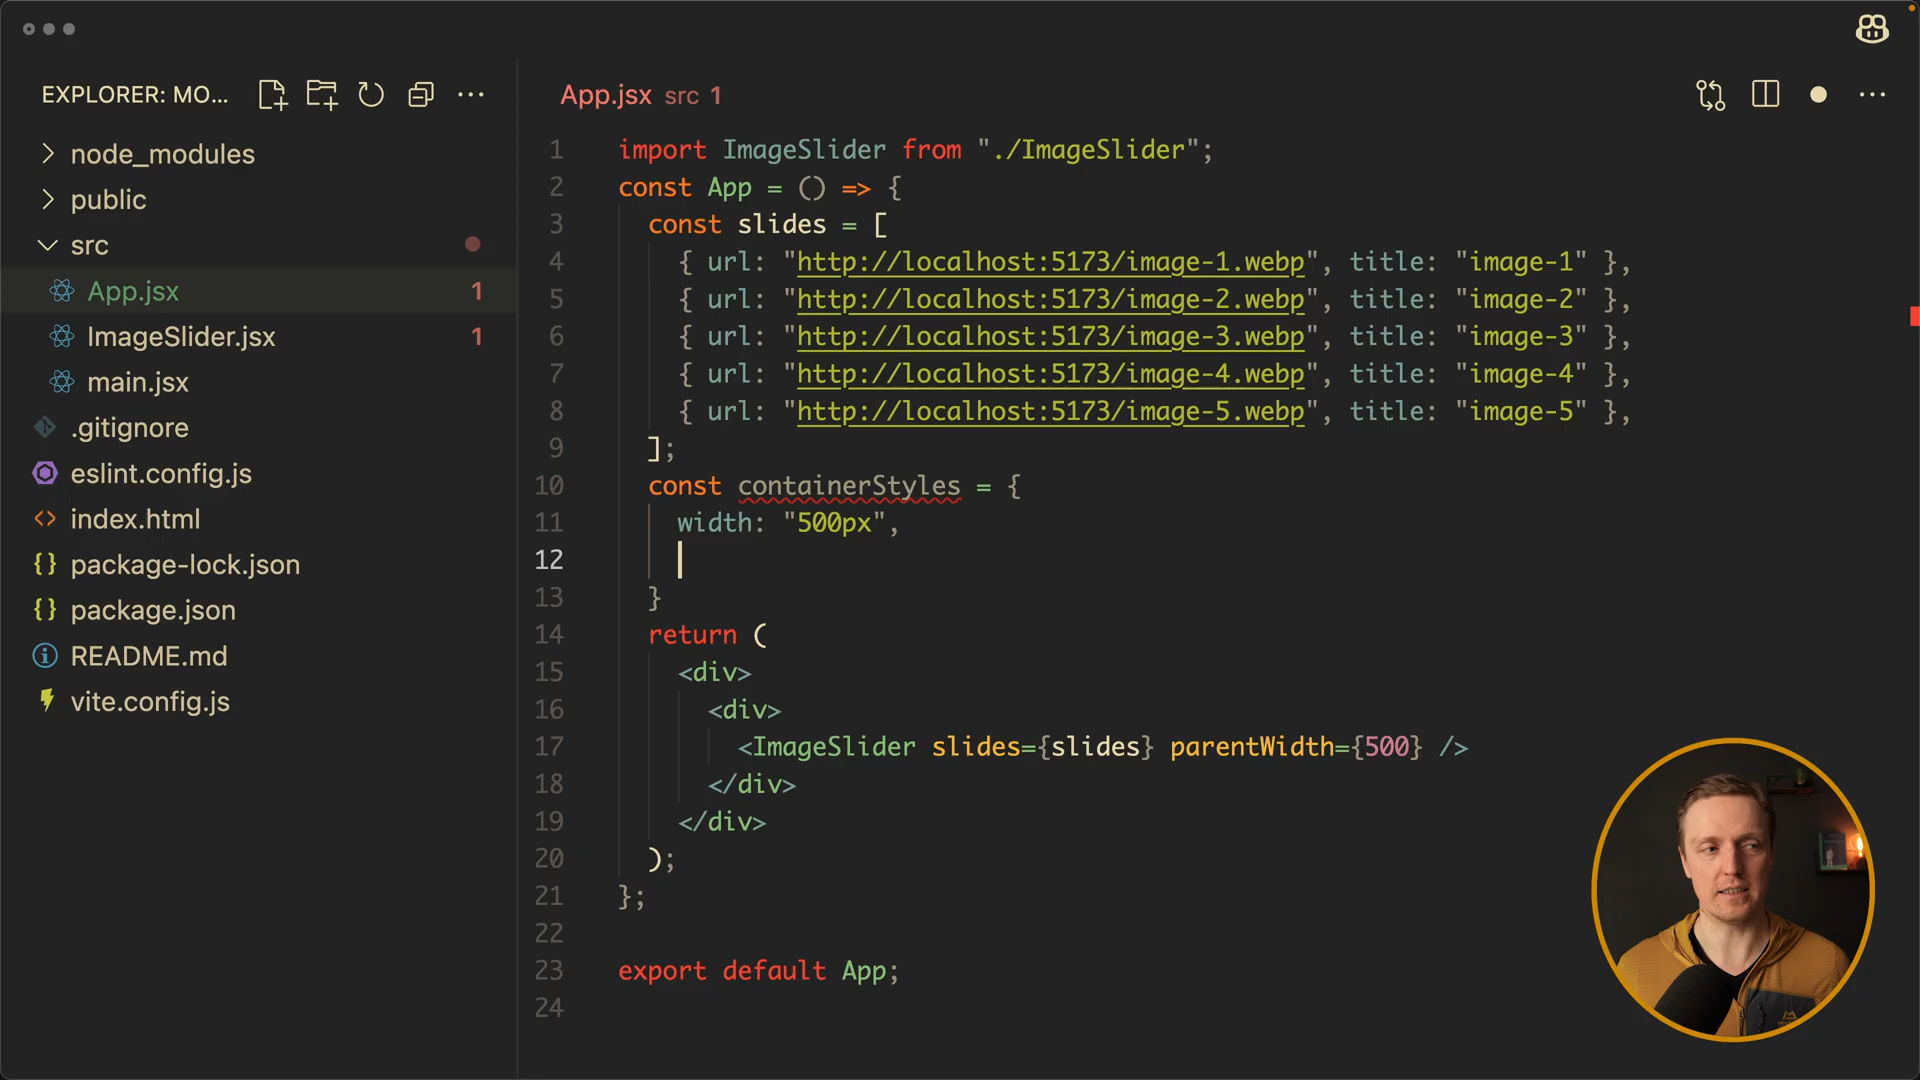 EXPLORER: MO...
node_modules
public
src
App.jsx 1
ImageSlider.jsx 1
main.jsx
.gitignore
eslint.config.js
index.html
package-lock.json
package.json
README.md
vite.config.js
App.jsx src 1
1 import ImageSlider from "./ImageSlider";
2 const App = () => {
3 const slides = [
4 { url: "http://localhost:5173/image-1.webp", title: "image-1" },
5 { url: "http://localhost:5173/image-2.webp", title: "image-2" },
6 { url: "http://localhost:5173/image-3.webp", title: "image-3" },
7 { url: "http://localhost:5173/image-4.webp", title: "image-4" },
8 { url: "http://localhost:5173/image-5.webp", title: "image-5" },
9 ];
10 const containerStyles = {
11 width: "500px",
12
13 }
14 return (
15 <div>
16 <div>
17 <ImageSlider slides={slides} parentWidth={500} />
18 </div>
19 </div>
20 );
21 };
22
23 export default App;
24